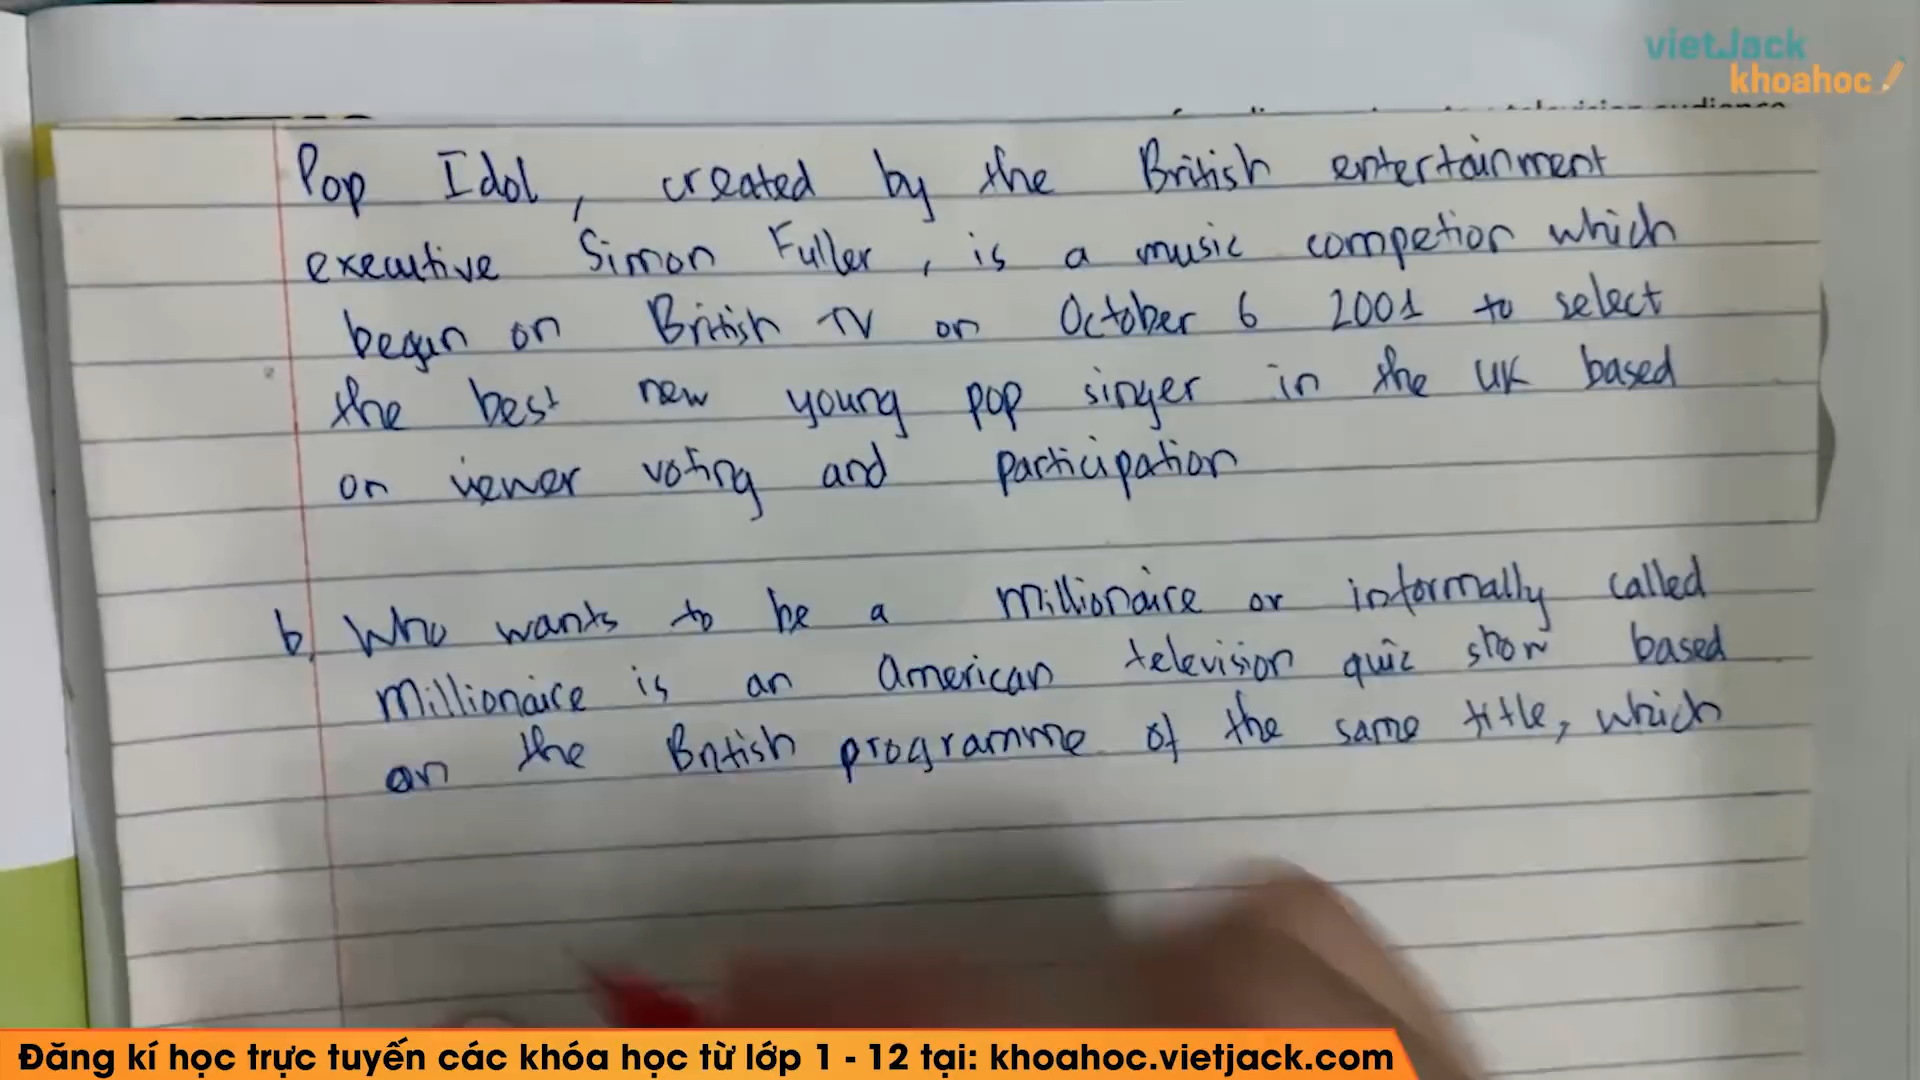 vietJack
khoahoc
for ... television audience
Pop Idol, created by the British entertainment
executive Simon Fuller, is a music competion which
began on British TV on October 6 2001 to select
the best new young pop singer in the UK based
on viewer voting and participation
b, Who wants to be a Millionaire or informally called
Millionaire is an American television quiz show based
on the British programme of the same title, which
Đăng kí học trực tuyến các khóa học từ lớp 1 - 12 tại: khoahoc.vietjack.com